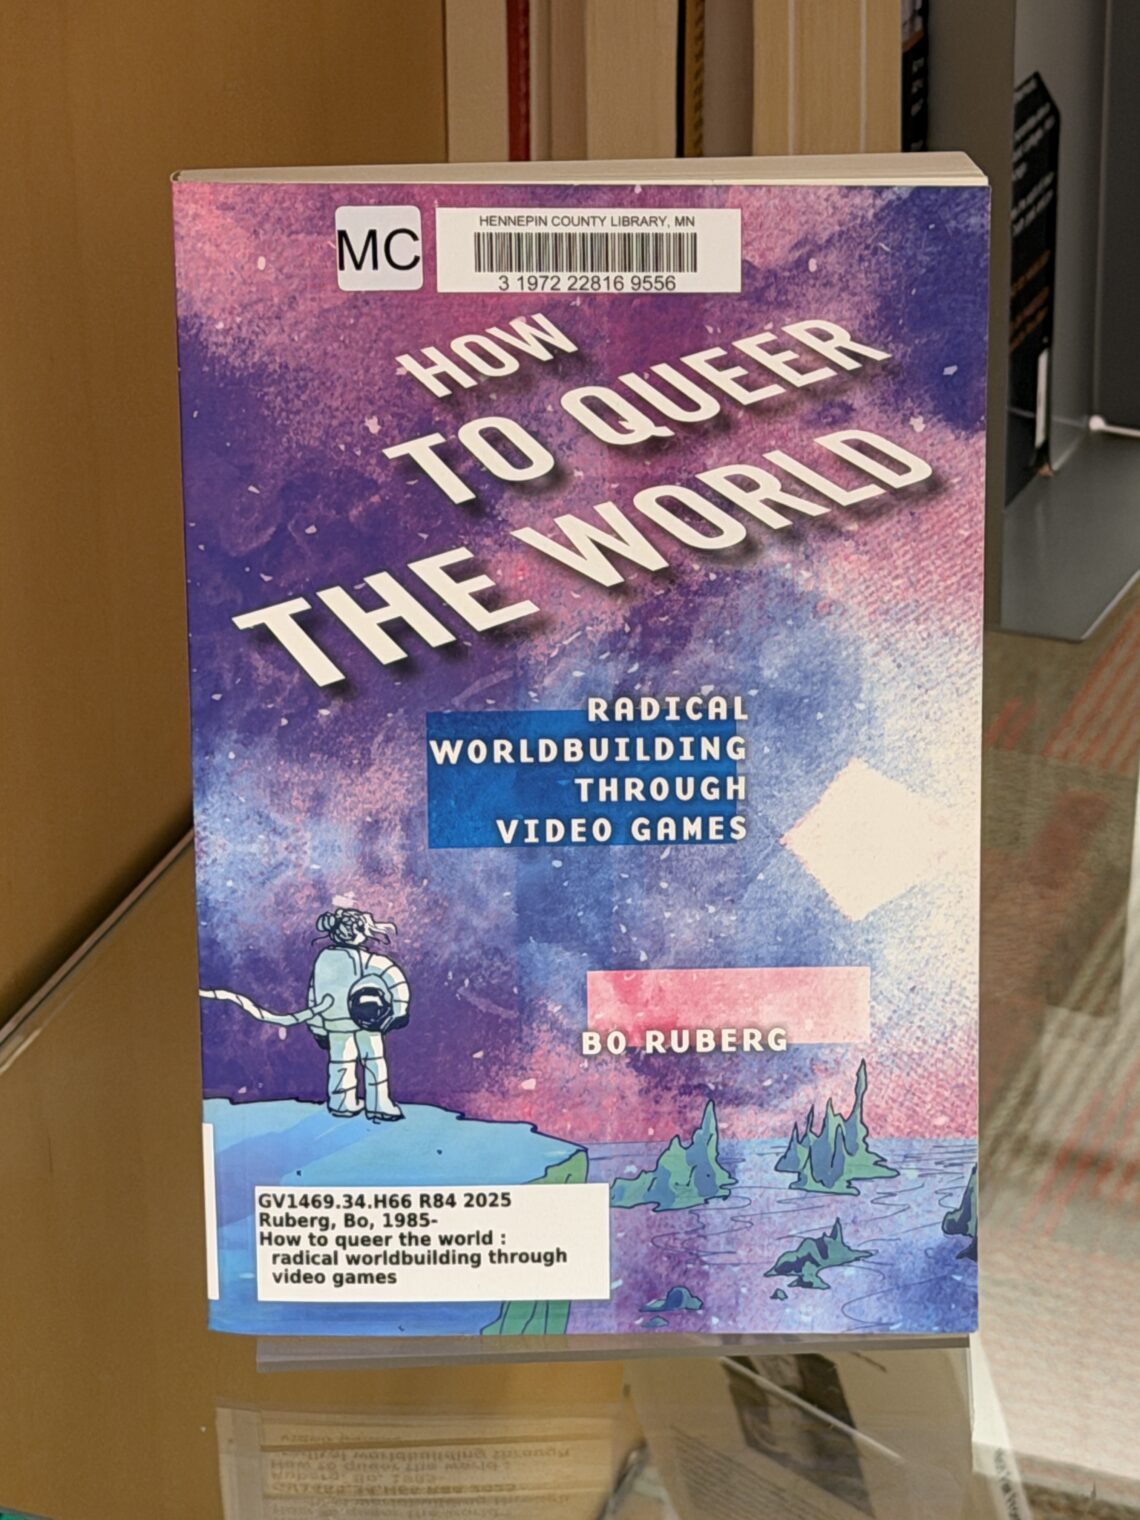 MC
HENNEPIN COUNTY LIBRARY, MN
3 1972 22816 9556
HOW
TO QUEER
THE WORLD
RADICAL
WORLDBUILDING
THROUGH
VIDEO GAMES
BO RUBERG
GV1469.34.H66 R84 2025
Ruberg, Bo, 1985-
How to queer the world :
radical worldbuilding through
video games